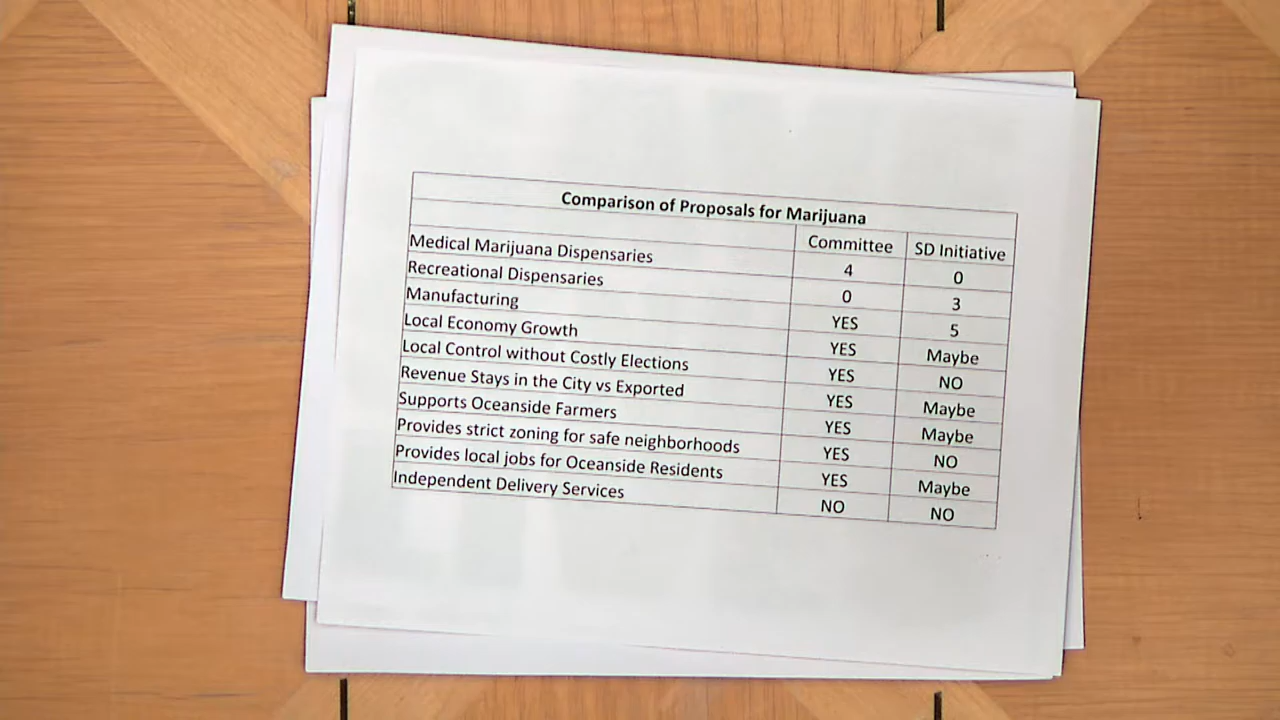 Comparison of Proposals for Marijuana
Committee SD Initiative
Medical Marijuana Dispensaries 4 0
Recreational Dispensaries 0 3
Manufacturing YES 5
Local Economy Growth YES Maybe
Local Control without Costly Elections YES NO
Revenue Stays in the City vs Exported YES Maybe
Supports Oceanside Farmers YES Maybe
Provides strict zoning for safe neighborhoods YES NO
Provides local jobs for Oceanside Residents YES Maybe
Independent Delivery Services NO NO